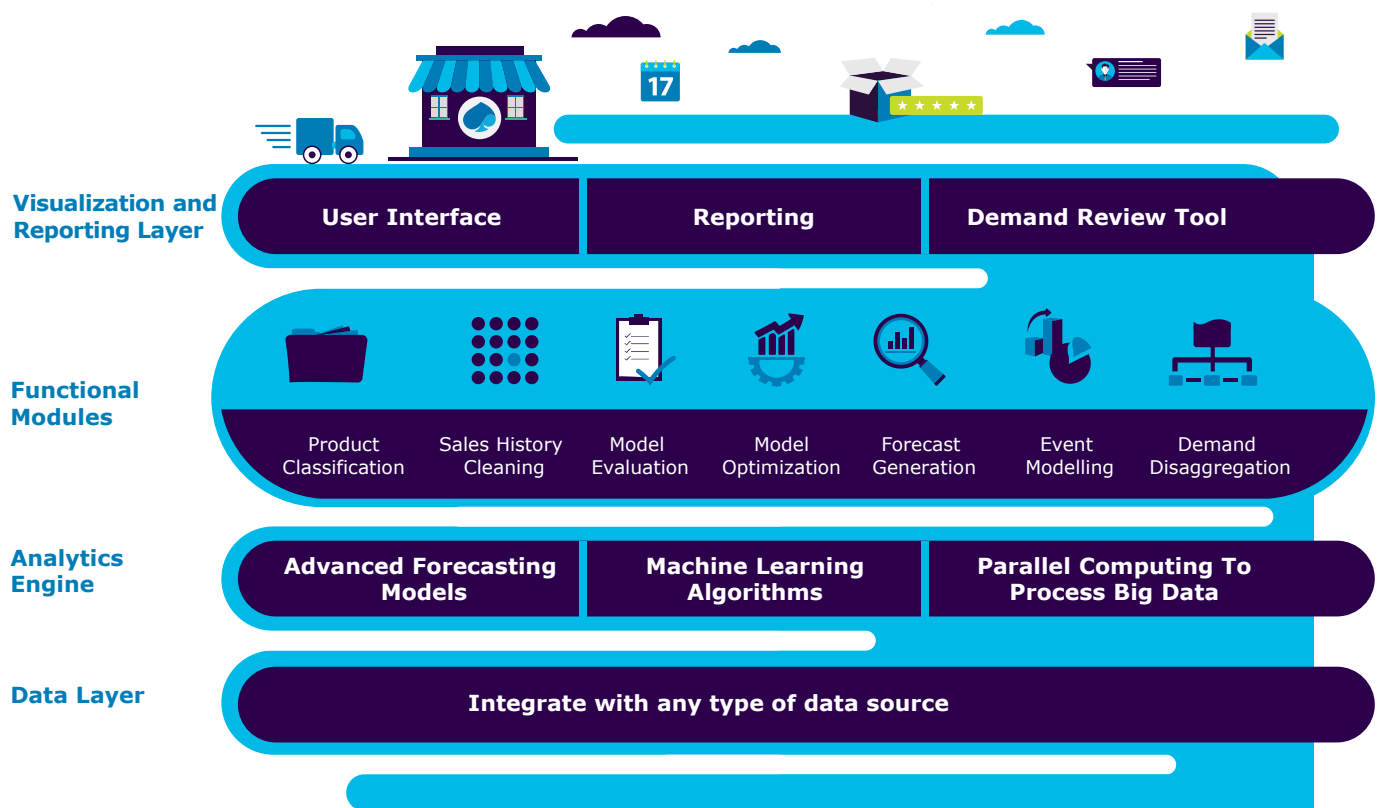 17
Visualization and
Reporting Layer
User Interface
Reporting
Demand Review Tool
Functional
Modules
Product
Classification
Sales History
Cleaning
Model
Evaluation
Model
Optimization
Forecast
Generation
Event
Modelling
Demand
Disaggregation
Analytics
Engine
Advanced Forecasting
Models
Machine Learning
Algorithms
Parallel Computing To
Process Big Data
Data Layer
Integrate with any type of data source